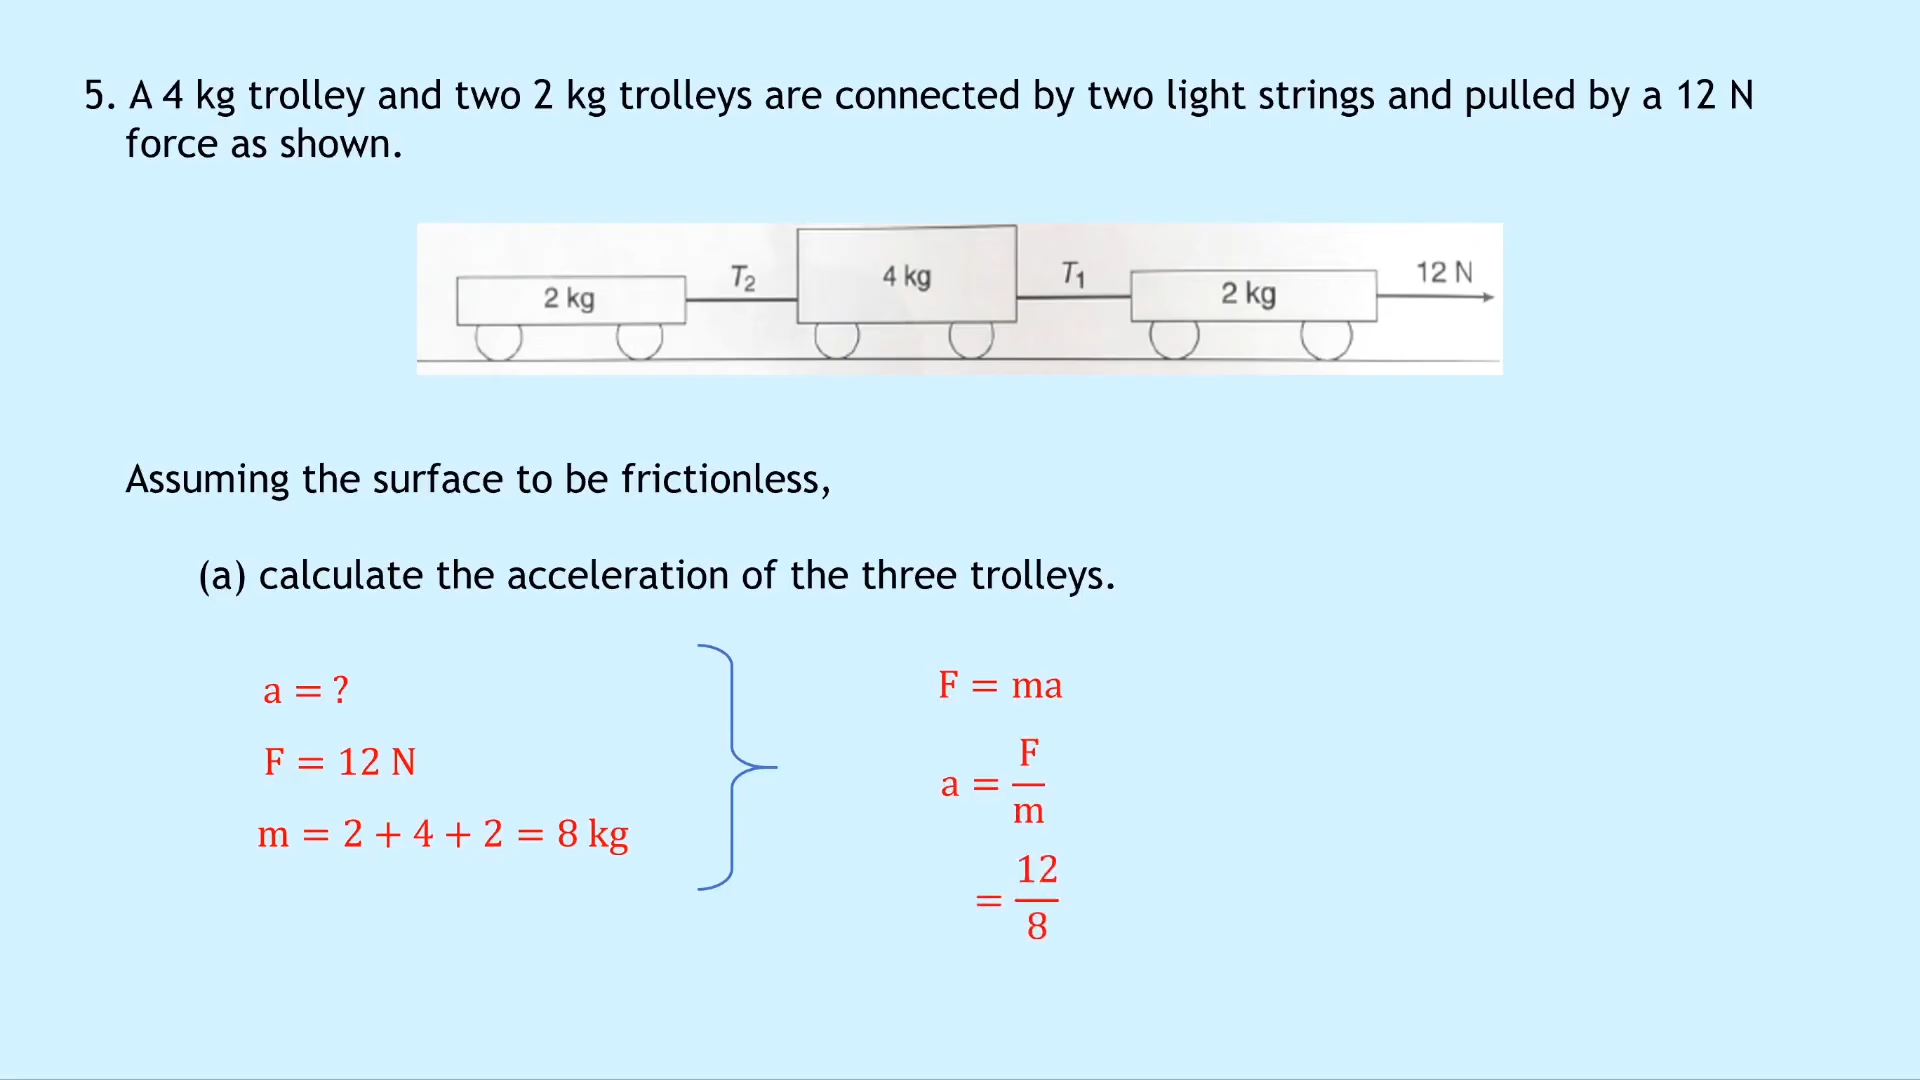 5. A 4 kg trolley and two 2 kg trolleys are connected by two light strings and pulled by a 12 N
force as shown.
2 kg T₂ 4 kg T₁ 2 kg 12 N
Assuming the surface to be frictionless,
(a) calculate the acceleration of the three trolleys.
a = ?
F = 12 N
m = 2 + 4 + 2 = 8 kg
F = ma
a = F/m
= 12/8